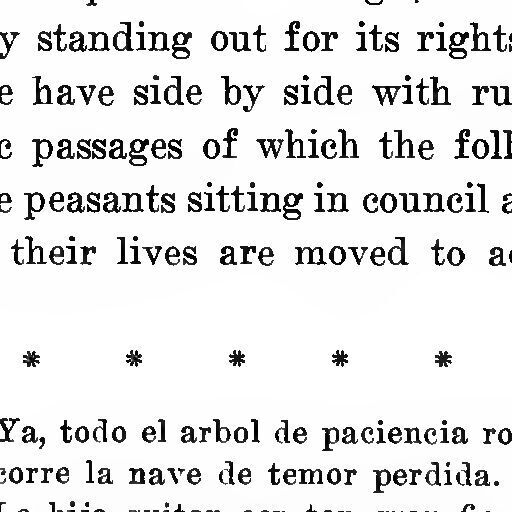 y standing out for its rights
e have side by side with ru
c passages of which the foll
e peasants sitting in council a
their lives are moved to a
* * * * *
Ya, todo el arbol de paciencia ro
corre la nave de temor perdida.